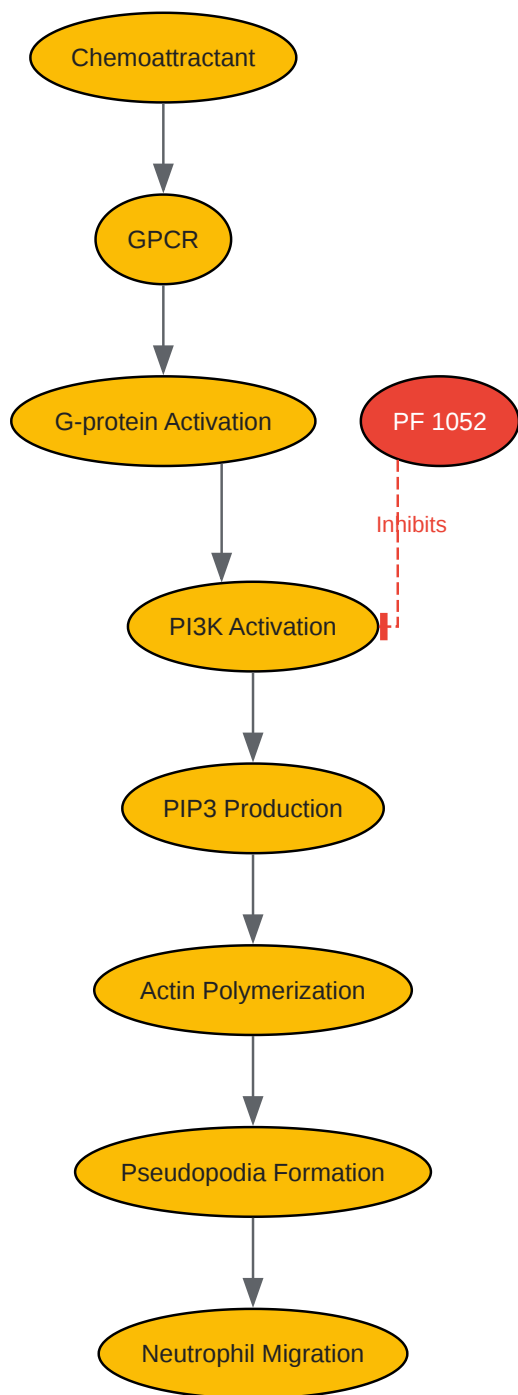 Chemoattractant
GPCR
G-protein Activation
PF 1052
Inhibits
PI3K Activation
PIP3 Production
Actin Polymerization
Pseudopodia Formation
Neutrophil Migration